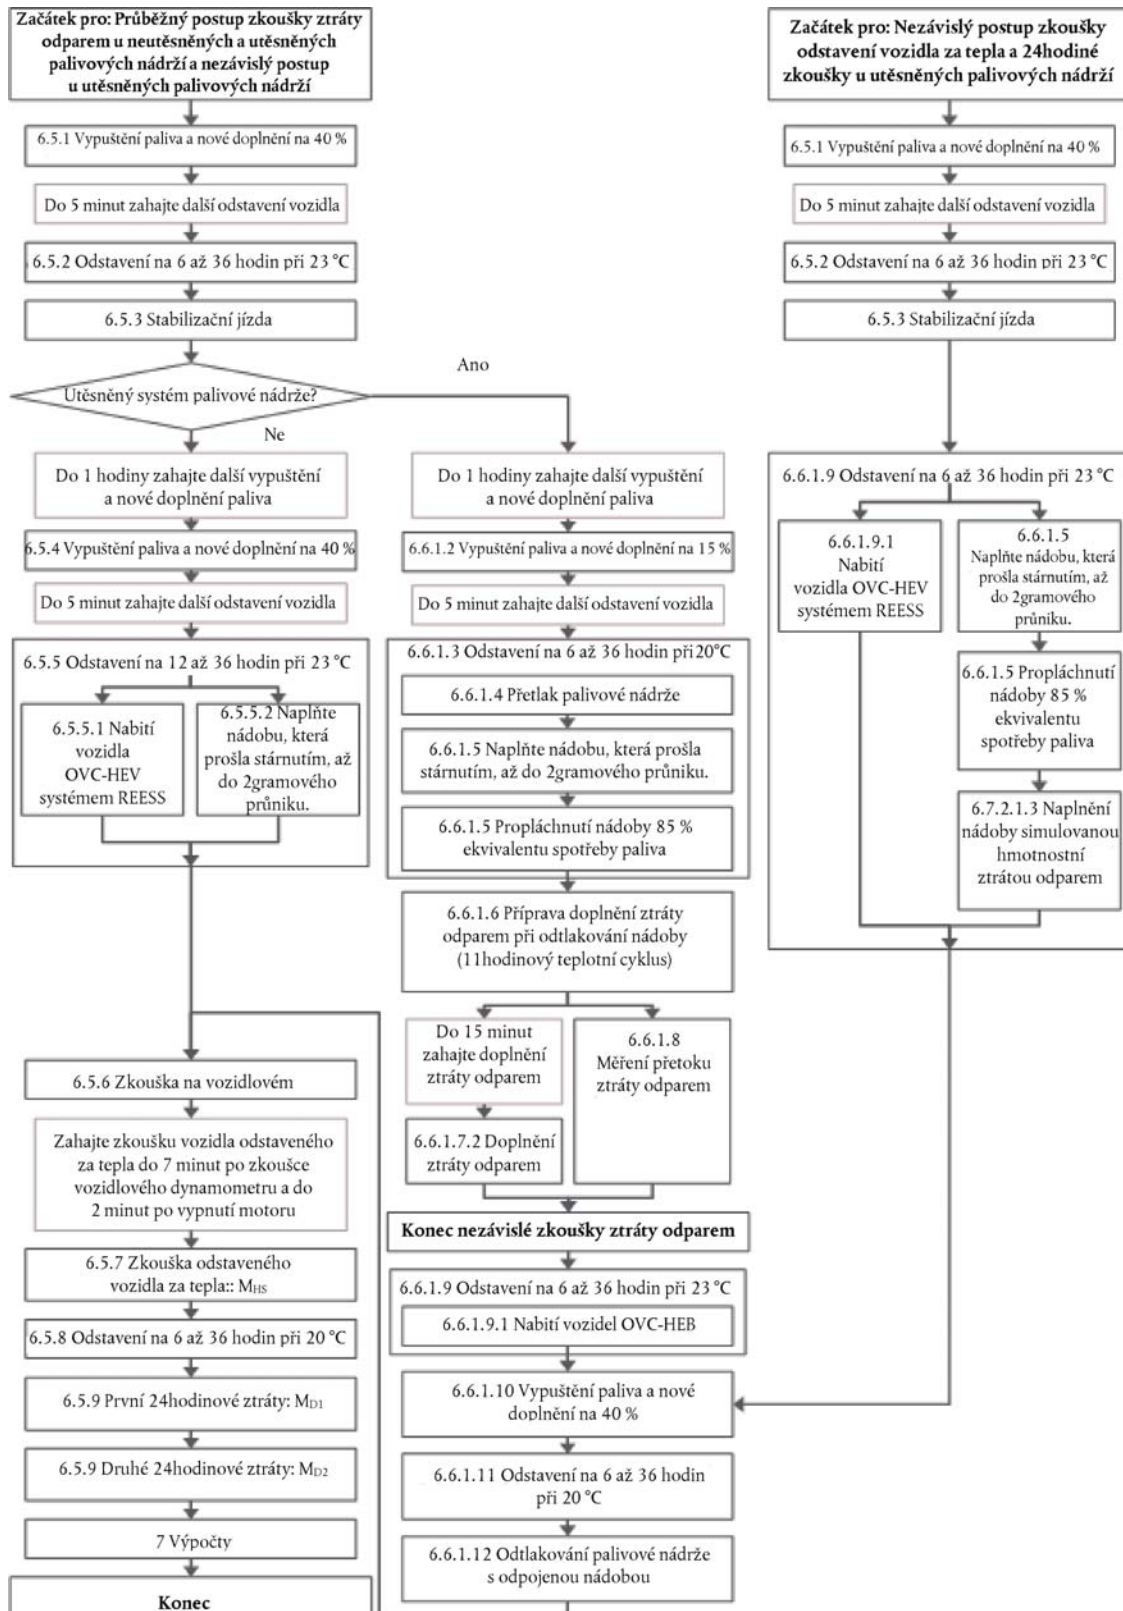 Začátek pro: Průběžný postup zkoušky ztráty
odparem u neutěsněných a utěsněných
palivových nádrží a nezávislý postup
u utěsněných palivových nádrží
6.5.1 Vypuštění paliva a nové doplnění na 40 %
Do 5 minut zahajte další odstavení vozidla
6.5.2 Odstavení na 6 až 36 hodin při 23 °C
6.5.3 Stabilizační jízda
Utěsněný systém palivové nádrže?
Ano
Ne
Do 1 hodiny zahajte další vypuštění
a nové doplnění paliva
6.5.4 Vypuštění paliva a nové doplnění na 40 %
Do 5 minut zahajte další odstavení vozidla
6.5.5 Odstavení na 12 až 36 hodin při 23 °C
6.5.5.1 Nabití
vozidla
OVC-HEV
systémem REESS
6.5.5.2 Naplňte
nádobu, která
prošla stárnutím, až
do 2gramového
průniku.
6.5.6 Zkouška na vozidlovém
Zahajte zkoušku vozidla odstaveného
za tepla do 7 minut po zkoušce
vozidlového dynamometru a do
2 minut po vypnutí motoru
6.5.7 Zkouška odstaveného
vozidla za tepla:: MHS
6.5.8 Odstavení na 6 až 36 hodin při 20 °C
6.5.9 První 24hodinové ztráty: MD1
6.5.9 Druhé 24hodinové ztráty: MD2
7 Výpočty
Konec
Do 1 hodiny zahajte další vypuštění
a nové doplnění paliva
6.6.1.2 Vypuštění paliva a nové doplnění na 15 %
Do 5 minut zahajte další odstavení vozidla
6.6.1.3 Odstavení na 6 až 36 hodin při 20°C
6.6.1.4 Přetlak palivové nádrže
6.6.1.5 Naplňte nádobu, která prošla
stárnutím, až do 2gramového průniku.
6.6.1.5 Propláchnutí nádoby 85 %
ekvivalentu spotřeby paliva
6.6.1.6 Příprava doplnění ztráty
odparem při odtlakování nádoby
(11hodinový teplotní cyklus)
Do 15 minut
zahajte doplnění
ztráty odparem
6.6.1.7.2 Doplnění
ztráty odparem
6.6.1.8
Měření přetoku
ztráty odparem
Konec nezávislé zkoušky ztráty odparem
6.6.1.9 Odstavení na 6 až 36 hodin při 23 °C
6.6.1.9.1 Nabití vozidel OVC-HEB
6.6.1.10 Vypuštění paliva a nové
doplnění na 40 %
6.6.1.11 Odstavení na 6 až 36 hodin
při 20 °C
6.6.1.12 Odtlakování palivové nádrže
s odpojenou nádobou
Začátek pro: Nezávislý postup zkoušky
odstavení vozidla za tepla a 24hodiné
zkoušky u utěsněných palivových nádrží
6.5.1 Vypuštění paliva a nové doplnění na 40 %
Do 5 minut zahajte další odstavení vozidla
6.5.2 Odstavení na 6 až 36 hodin při 23 °C
6.5.3 Stabilizační jízda
6.6.1.9 Odstavení na 6 až 36 hodin při 23 °C
6.6.1.9.1
Nabití
vozidla OVC-HEV
systémem REESS
6.6.1.5
Naplňte nádobu, která
prošla stárnutím, až
do 2gramového
průniku.
6.6.1.5 Propláchnutí
nádoby 85 %
ekvivalentu
spotřeby paliva
6.7.2.1.3 Naplnění
nádoby simulovanou
hmotnostní
ztrátou odparem